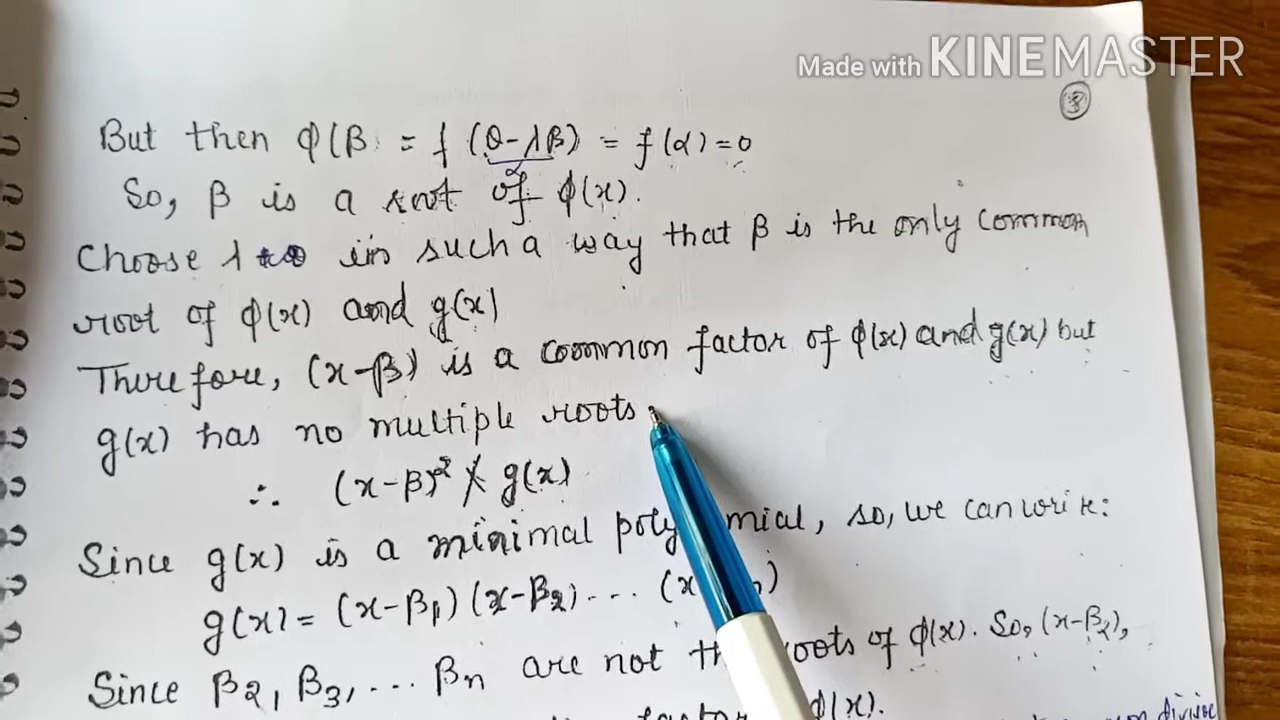 Made with KINEMASTER
3
But then ϕ(β) = f (θ-λβ) = f(α) = 0
α
So, β is a root of ϕ(x).
Choose λ in such a way that β is the only common
root of ϕ(x) and g(x)
Therefore, (x-β) is a common factor of ϕ(x) and g(x) but
g(x) has no multiple roots.
∴ (x-β)² ∤ g(x)
Since g(x) is a minimal mial, so, we can write:
g(x) = (x-β₁) (x-β₂) ... (x )
Since β₂, β₃, ... βn are not roots of ϕ(x). So, (x-β₂),
ϕ(x).